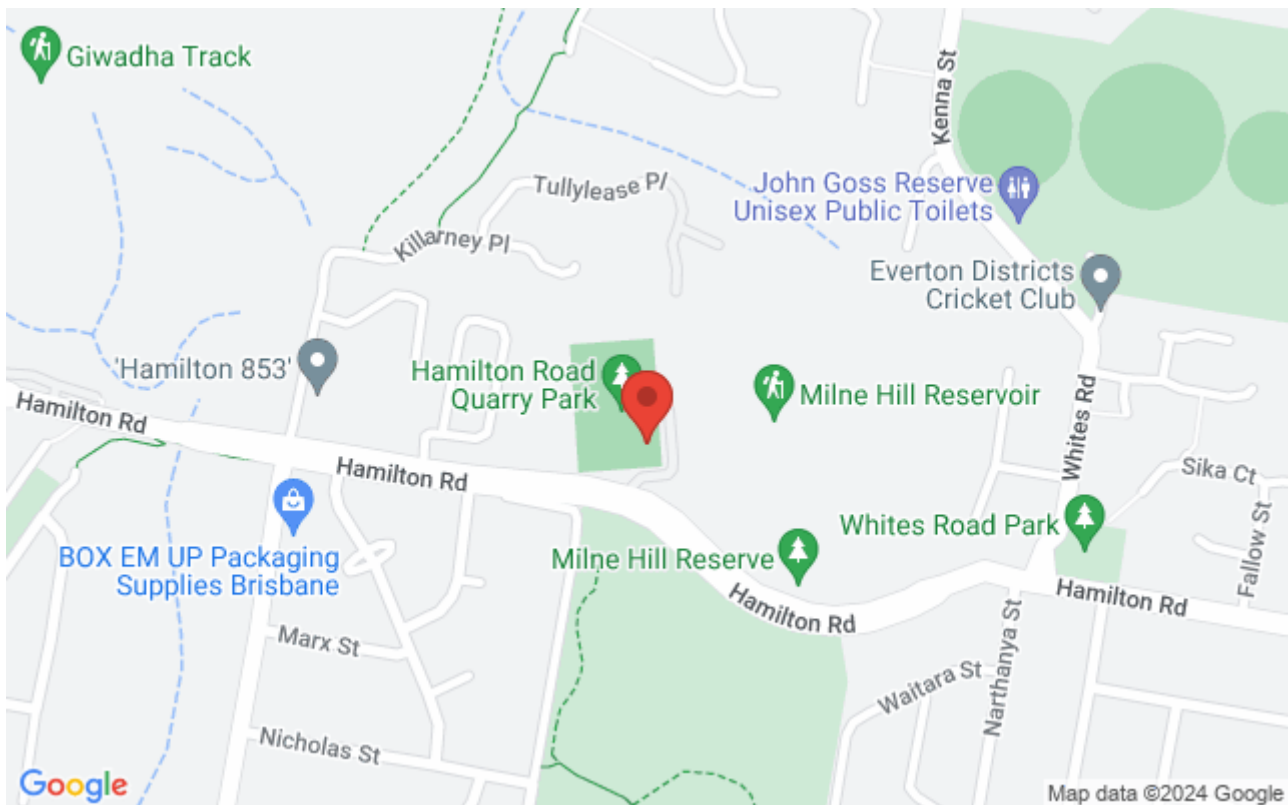 Giwadha Track
Kenna St
John Goss Reserve
Unisex Public Toilets
Tullylease Pl
Killarney Pl
Everton Districts
Cricket Club
'Hamilton 853'
Hamilton Road
Quarry Park
Milne Hill Reservoir
Hamilton Rd
Hamilton Rd
Whites Rd
Sika Ct
Fallow St
BOX EM UP Packaging
Supplies Brisbane
Milne Hill Reserve
Whites Road Park
Hamilton Rd
Hamilton Rd
Marx St
Narthanya St
Waitara St
Nicholas St
Google
Map data ©2024 Google